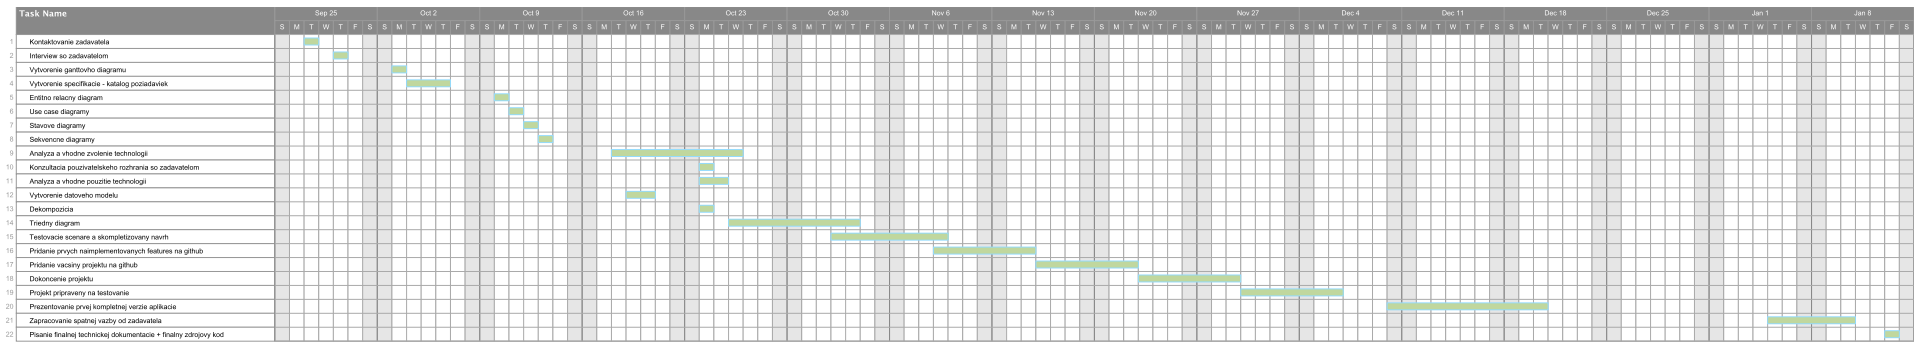 Task Name
Sep 25 Oct 2 Oct 9 Oct 16 Oct 23 Oct 30 Nov 6 Nov 13 Nov 20 Nov 27 Dec 4 Dec 11 Dec 18 Dec 25 Jan 1 Jan 8
S M T W T F S S M T W T F S S M T W T F S S M T W T F S S M T W T F S S M T W T F S S M T W T F S S M T W T F S S M T W T F S S M T W T F S S M T W T F S S M T W T F S S M T W T F S S M T W T F S S M T W T F S S M T W T F S
1 Kontaktovanie zadavatela
2 Interview so zadavatelom
3 Vytvorenie ganttovho diagramu
4 Vytvorenie specifikacie - katalog poziadaviek
5 Entitno relacny diagram
6 Use case diagramy
7 Stavove diagramy
8 Sekvencne diagramy
9 Analyza a vhodne zvolenie technologii
10 Konzultacia pouzivatelskeho rozhrania so zadavatelom
11 Analyza a vhodne pouzitie technologii
12 Vytvorenie datoveho modelu
13 Dekompozicia
14 Triedny diagram
15 Testovacie scenare a skompletizovany navrh
16 Pridanie prvych naimplementovanych features na github
17 Pridanie vacsiny projektu na github
18 Dokoncenie projektu
19 Projekt pripraveny na testovanie
20 Prezentovanie prvej kompletnej verzie aplikacie
21 Zapracovanie spatnej vazby od zadavatela
22 Pisanie finalnej technickej dokumentacie + finalny zdrojovy kod